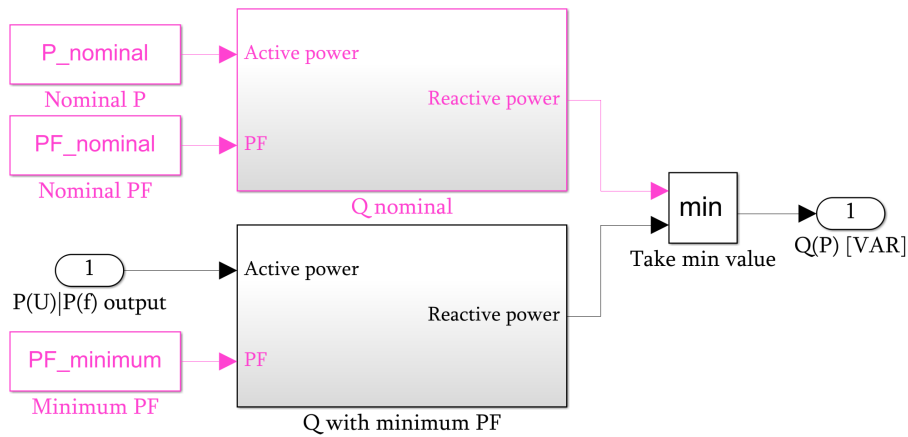 P_nominal
Nominal P
PF_nominal
Nominal PF
Active power
PF
Reactive power
Q nominal
1
P(U)|P(f) output
PF_minimum
Minimum PF
Active power
PF
Reactive power
Q with minimum PF
min
Take min value
1
Q(P) [VAR]